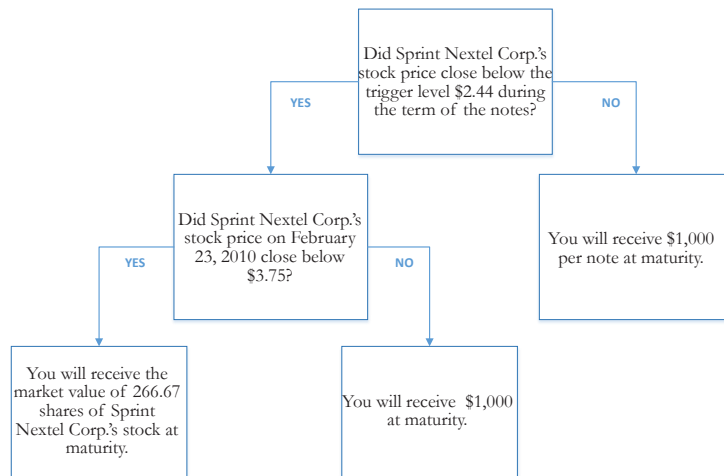 Did Sprint Nextel Corp.'s
stock price close below the
trigger level $2.44 during
the term of the notes?
YES
NO
Did Sprint Nextel Corp.'s
stock price on February
23, 2010 close below
$3.75?
You will receive $1,000
per note at maturity.
YES
NO
You will receive the
market value of 266.67
shares of Sprint
Nextel Corp.'s stock at
maturity.
You will receive $1,000
at maturity.